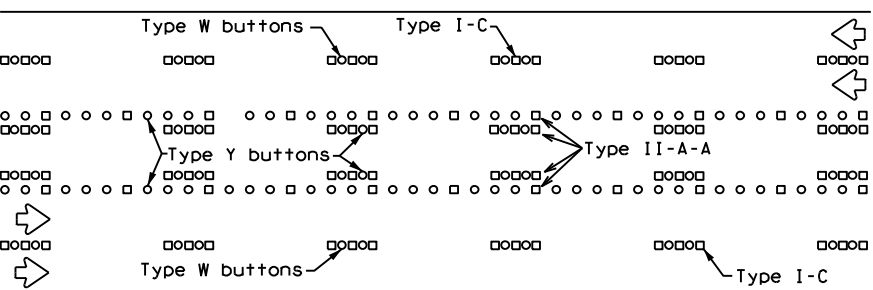 Type W buttons
Type I-C
Type Y buttons
Type II-A-A
Type W buttons
Type I-C